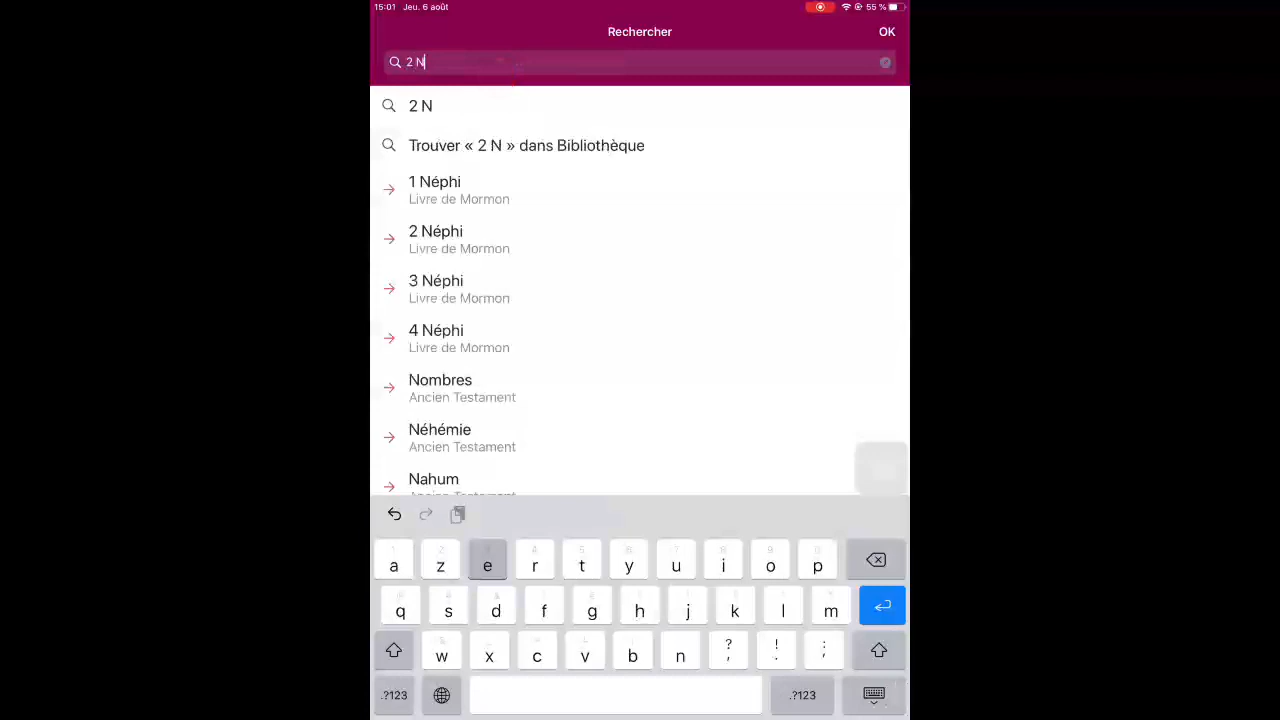 15:01 Jeu. 6 août 55 %
Rechercher OK
2 N
2 N
Trouver « 2 N » dans Bibliothèque
1 Néphi
Livre de Mormon
2 Néphi
Livre de Mormon
3 Néphi
Livre de Mormon
4 Néphi
Livre de Mormon
Nombres
Ancien Testament
Néhémie
Ancien Testament
Nahum
Ancien Testament
a z e r t y u i o p
q s d f g h j k l m
w x c v b n ? , ! . ; :
.?123 .?123